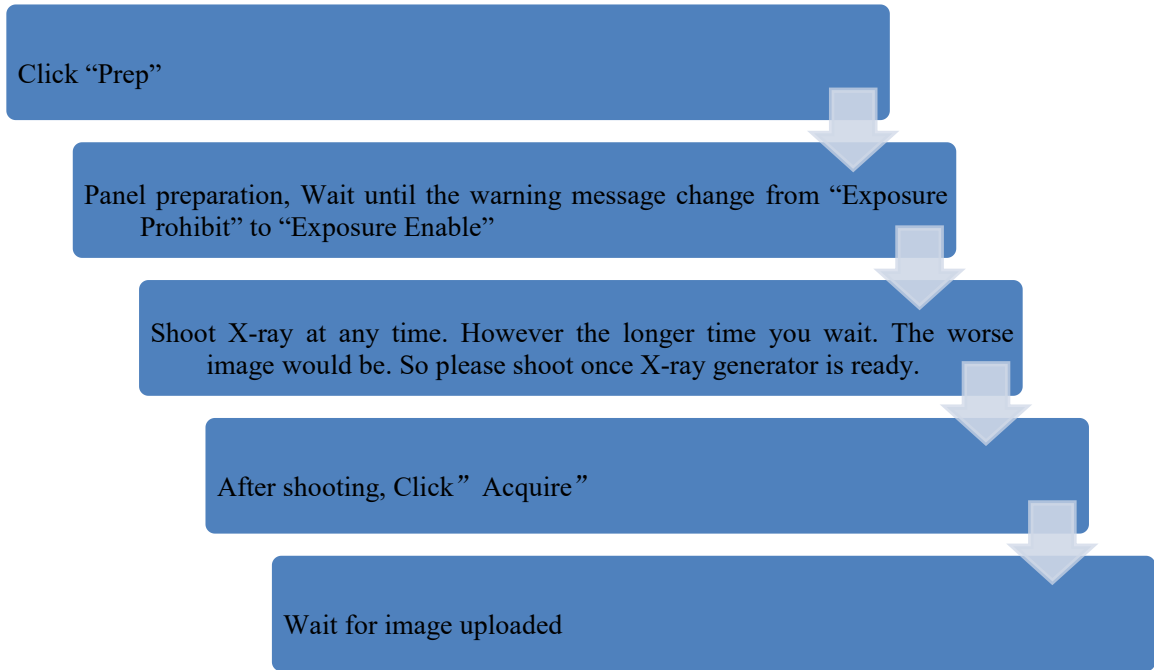 Click “Prep”
Panel preparation, Wait until the warning message change from “Exposure
Prohibit” to “Exposure Enable”
Shoot X-ray at any time. However the longer time you wait. The worse
image would be. So please shoot once X-ray generator is ready.
After shooting, Click” Acquire”
Wait for image uploaded